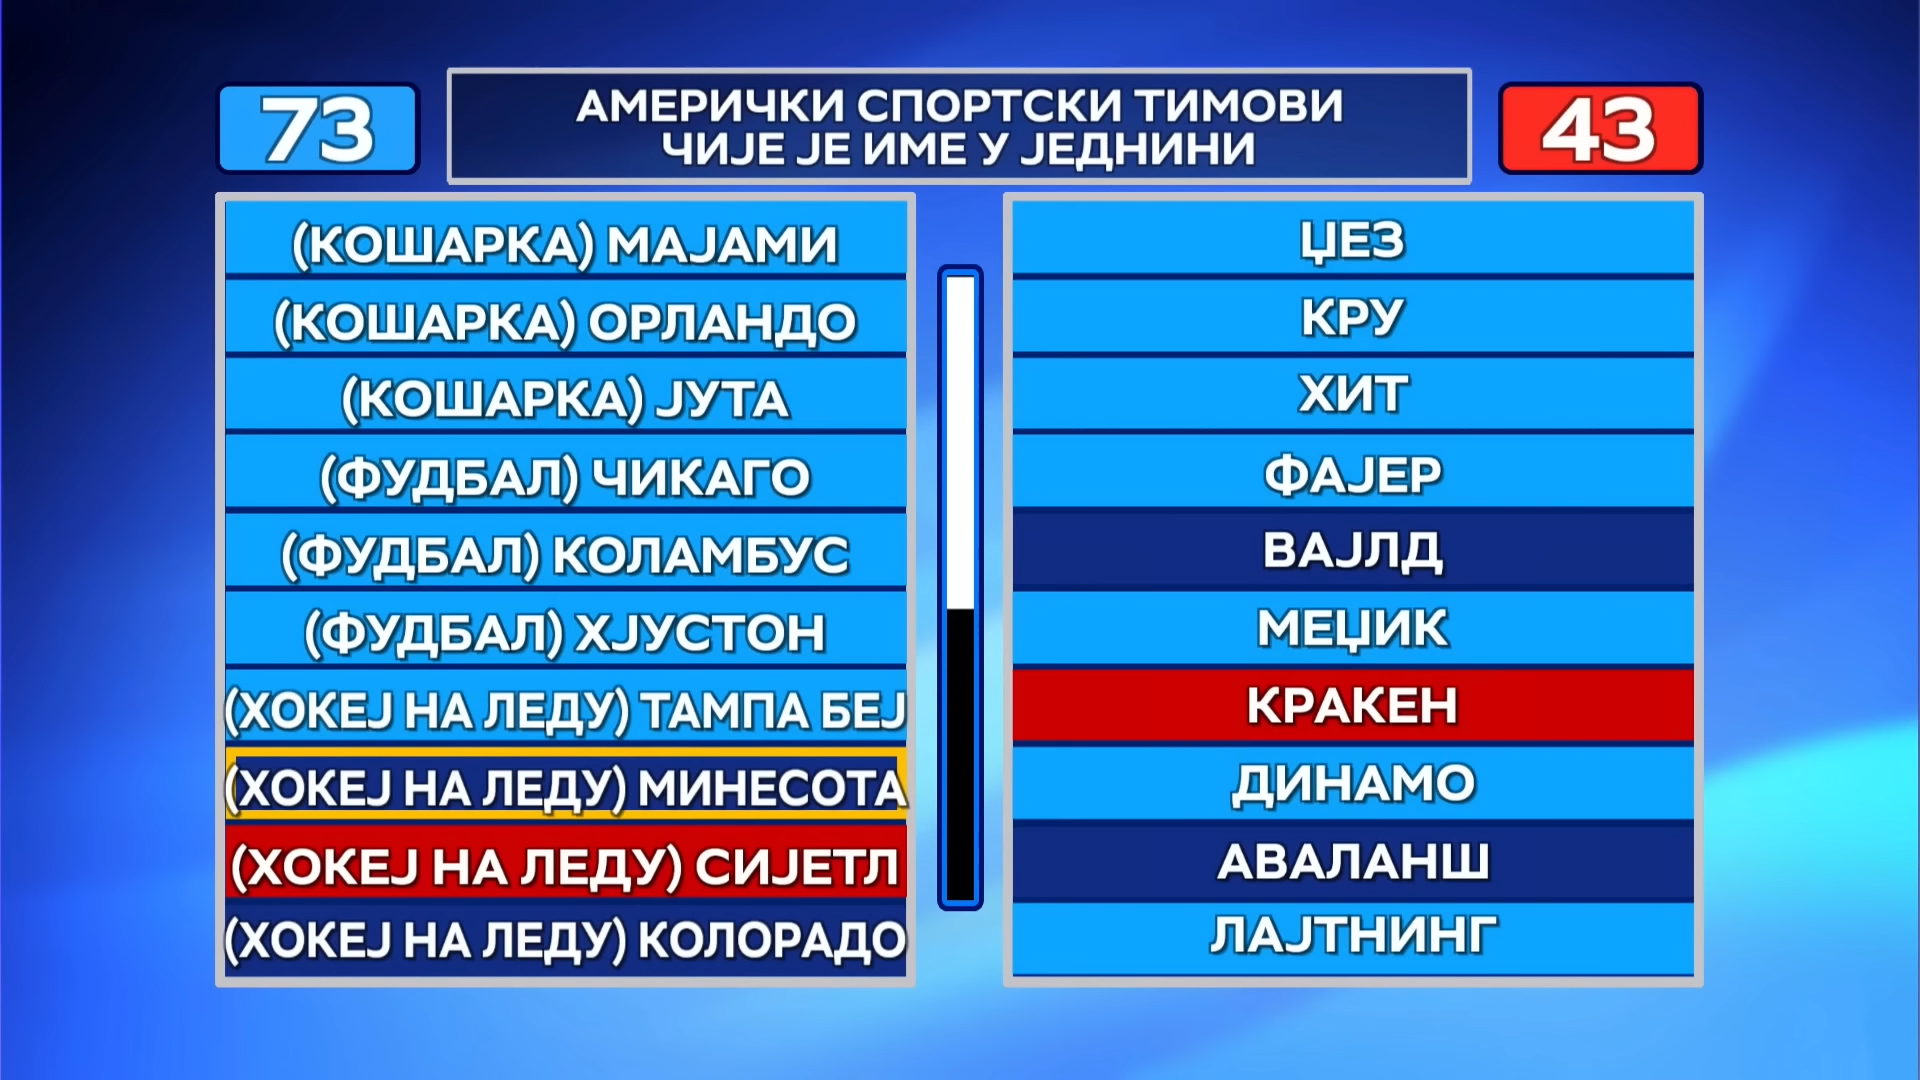 73
АМЕРИЧКИ СПОРТСКИ ТИМОВИ
ЧИЈЕ ЈЕ ИМЕ У ЈЕДНИНИ
43
(КОШАРКА) МАЈАМИ
(КОШАРКА) ОРЛАНДО
(КОШАРКА) ЈУТА
(ФУДБАЛ) ЧИКАГО
(ФУДБАЛ) КОЛАМБУС
(ФУДБАЛ) ХЈУСТОН
(ХОКЕЈ НА ЛЕДУ) ТАМПА БЕЈ
(ХОКЕЈ НА ЛЕДУ) МИНЕСОТА
(ХОКЕЈ НА ЛЕДУ) СИЈЕТЛ
(ХОКЕЈ НА ЛЕДУ) КОЛОРАДО
ЏЕЗ
КРУ
ХИТ
ФАЈЕР
ВАЈЛД
МЕЏИК
КРАКЕН
ДИНАМО
АВАЛАНШ
ЛАЈТНИНГ